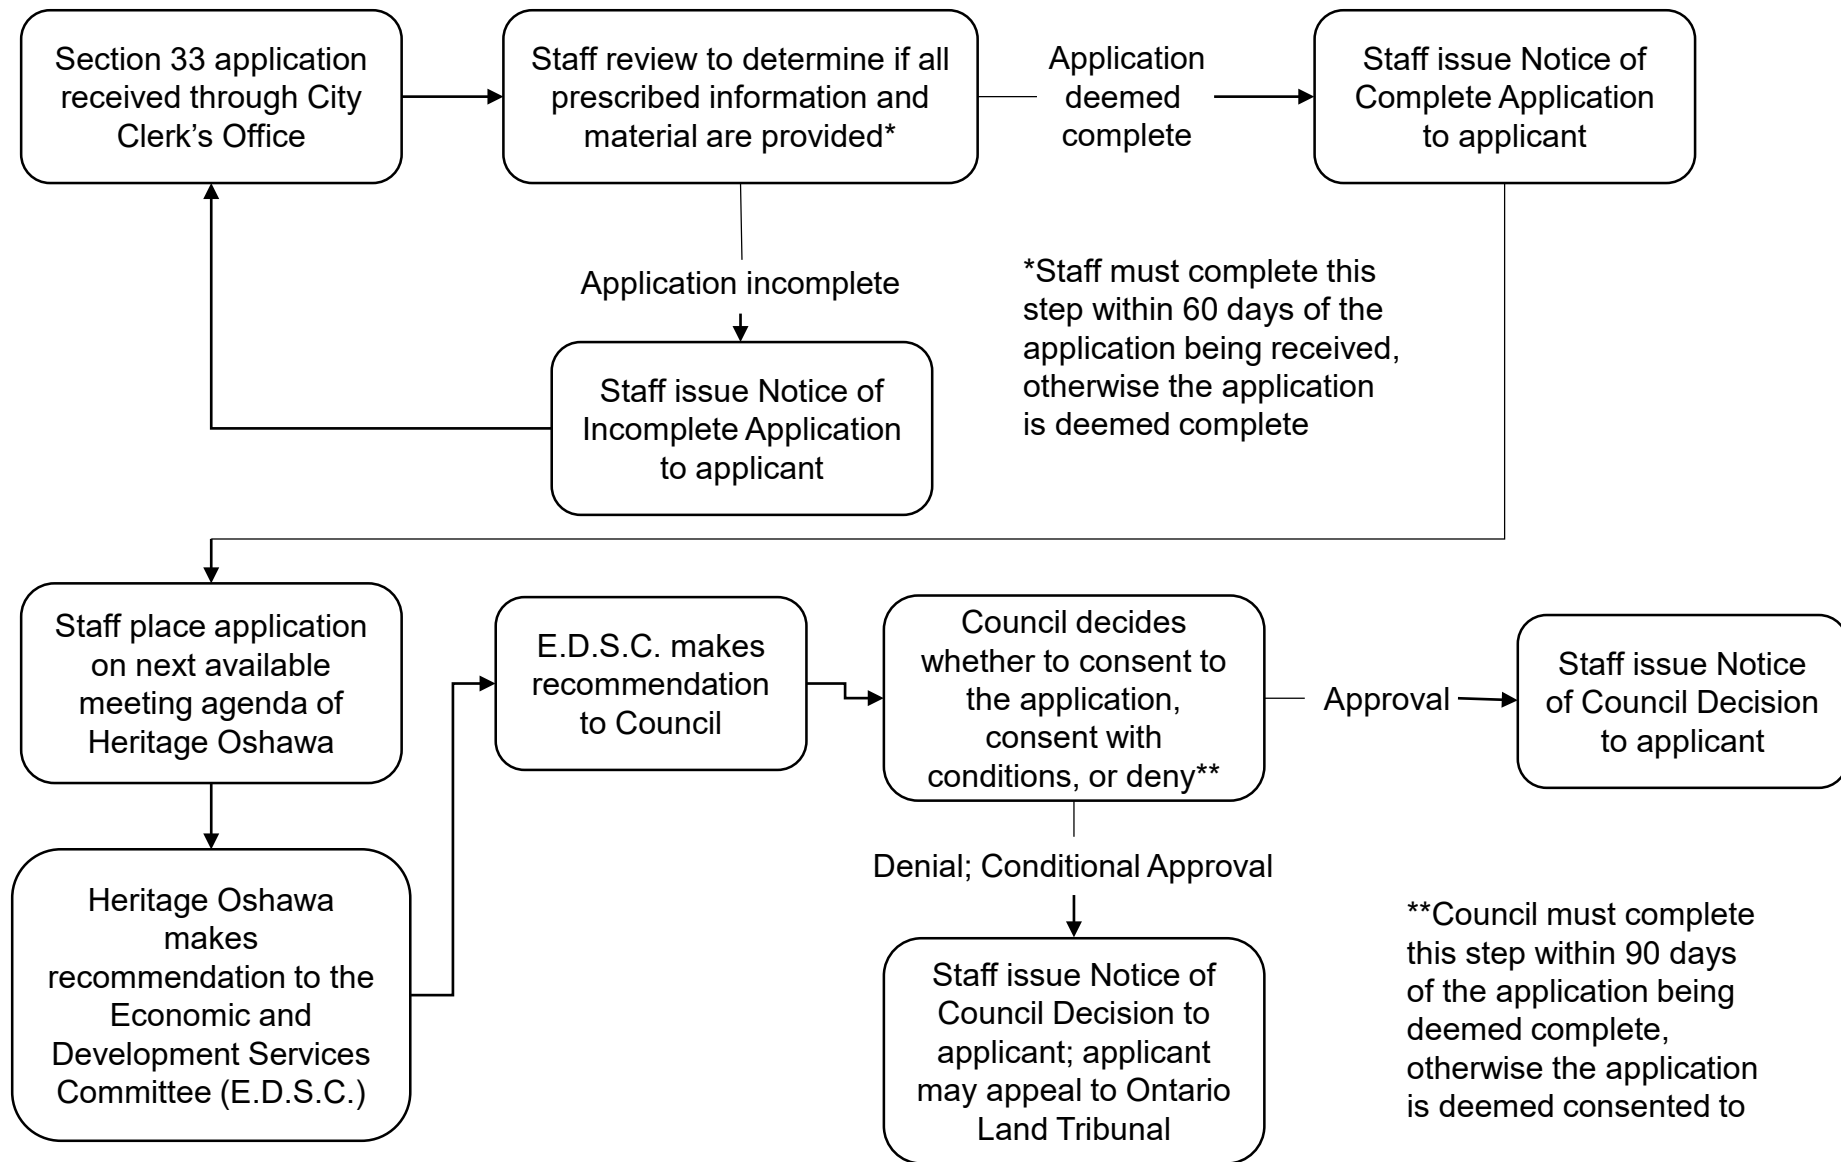 Section 33 application
received through City
Clerk’s Office
Staff review to determine if all
prescribed information and
material are provided*
Application
deemed
complete
Staff issue Notice of
Complete Application
to applicant
Application incomplete
Staff issue Notice of
Incomplete Application
to applicant
*Staff must complete this
step within 60 days of the
application being received,
otherwise the application
is deemed complete
Staff place application
on next available
meeting agenda of
Heritage Oshawa
Heritage Oshawa
makes
recommendation to the
Economic and
Development Services
Committee (E.D.S.C.)
E.D.S.C. makes
recommendation
to Council
Council decides
whether to consent to
the application,
consent with
conditions, or deny**
Approval
Staff issue Notice
of Council Decision
to applicant
Denial; Conditional Approval
Staff issue Notice of
Council Decision to
applicant; applicant
may appeal to Ontario
Land Tribunal
**Council must complete
this step within 90 days
of the application being
deemed complete,
otherwise the application
is deemed consented to